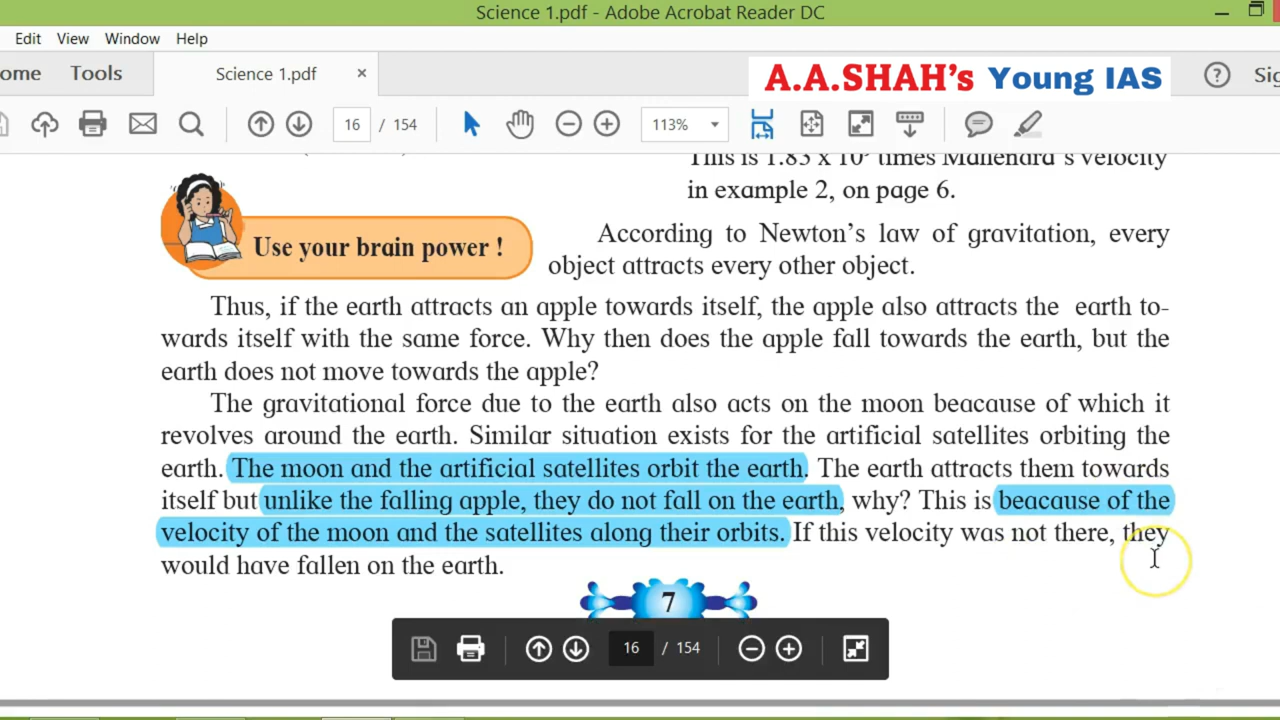 Science 1.pdf - Adobe Acrobat Reader DC
Edit View Window Help
ome Tools Science 1.pdf ×
A.A.SHAH's Young IAS
? Sig
16 / 154 113%
This is 1.83 x 10⁵ times Mahendra's velocity
in example 2, on page 6.
Use your brain power !
According to Newton's law of gravitation, every
object attracts every other object.
Thus, if the earth attracts an apple towards itself, the apple also attracts the earth to-
wards itself with the same force. Why then does the apple fall towards the earth, but the
earth does not move towards the apple?
The gravitational force due to the earth also acts on the moon beacause of which it
revolves around the earth. Similar situation exists for the artificial satellites orbiting the
earth. The moon and the artificial satellites orbit the earth. The earth attracts them towards
itself but unlike the falling apple, they do not fall on the earth, why? This is beacause of the
velocity of the moon and the satellites along their orbits. If this velocity was not there, they
would have fallen on the earth.
7
16 / 154